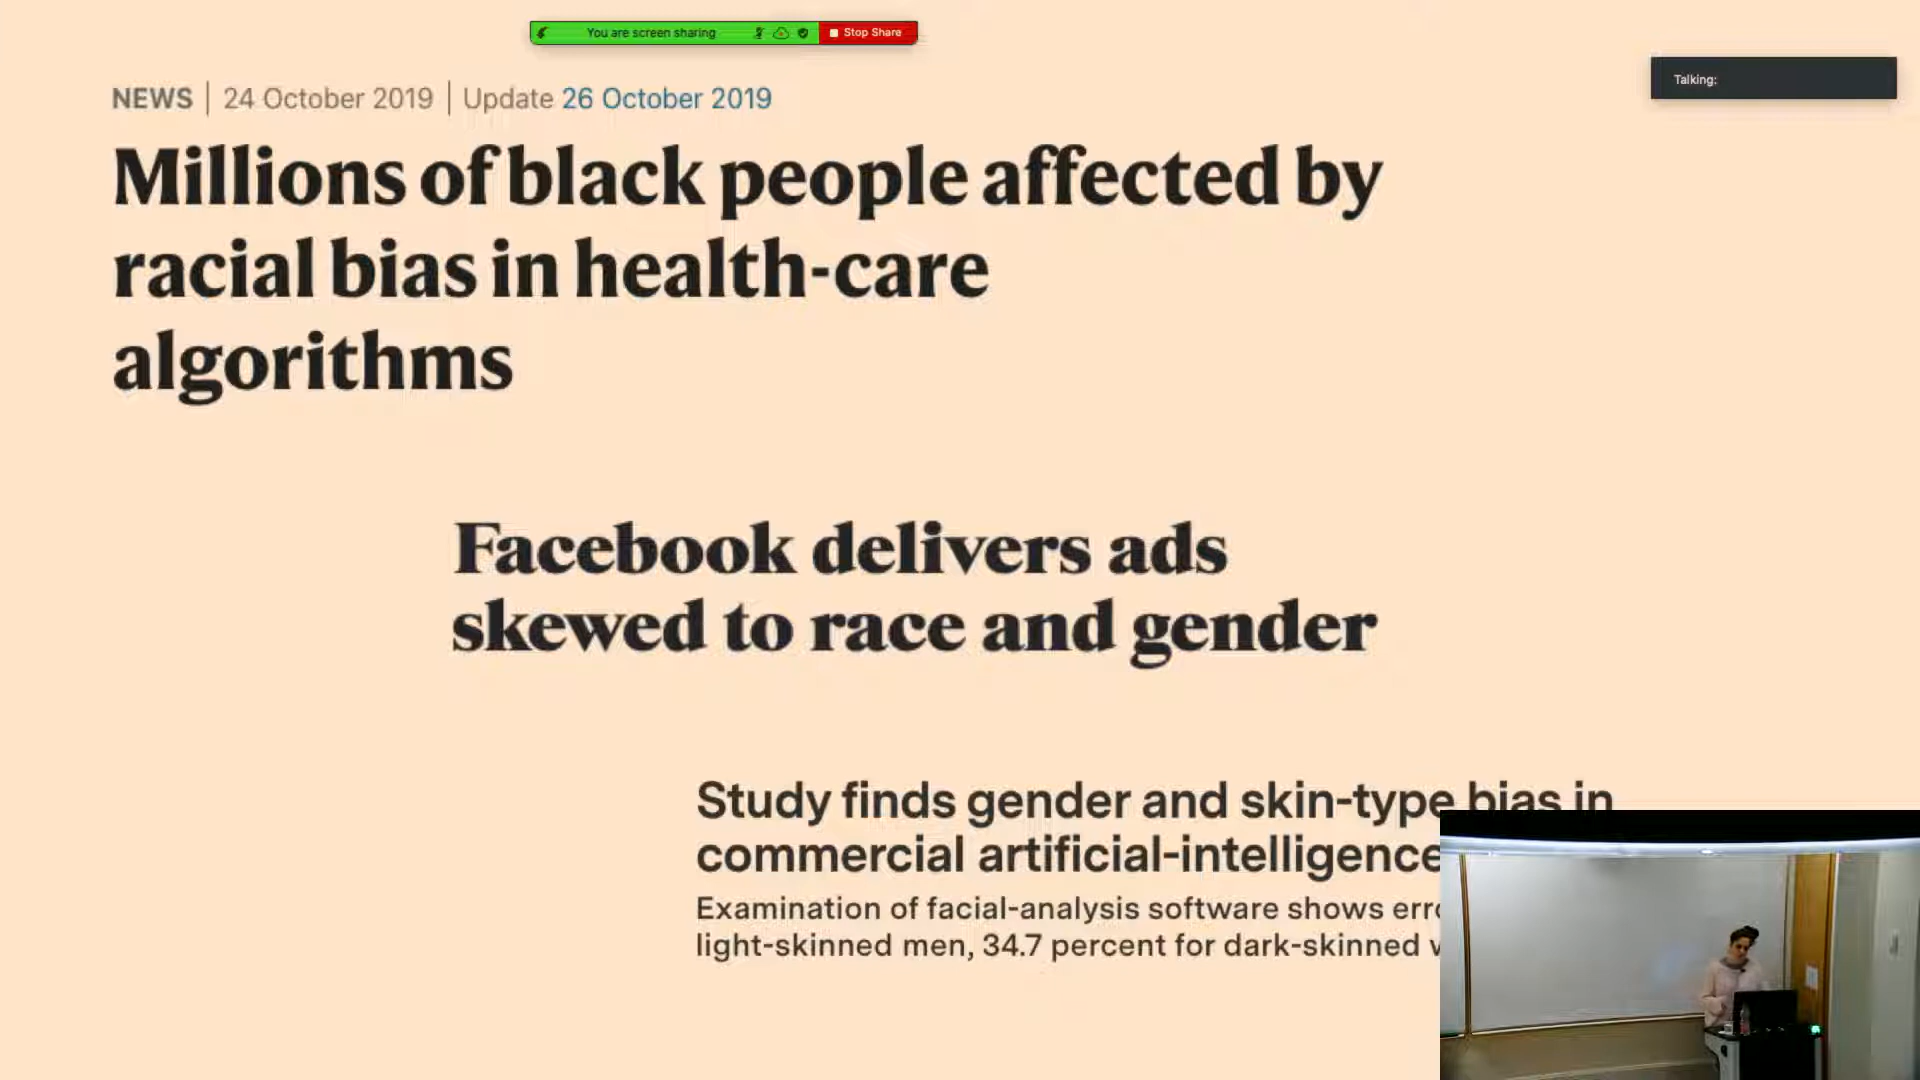 You are screen sharing
Stop Share
Talking:
NEWS | 24 October 2019 | Update 26 October 2019
Millions of black people affected by
racial bias in health-care
algorithms
Facebook delivers ads
skewed to race and gender
Study finds gender and skin-type bias in
commercial artificial-intelligence
Examination of facial-analysis software shows
light-skinned men, 34.7 percent for dark-skinned